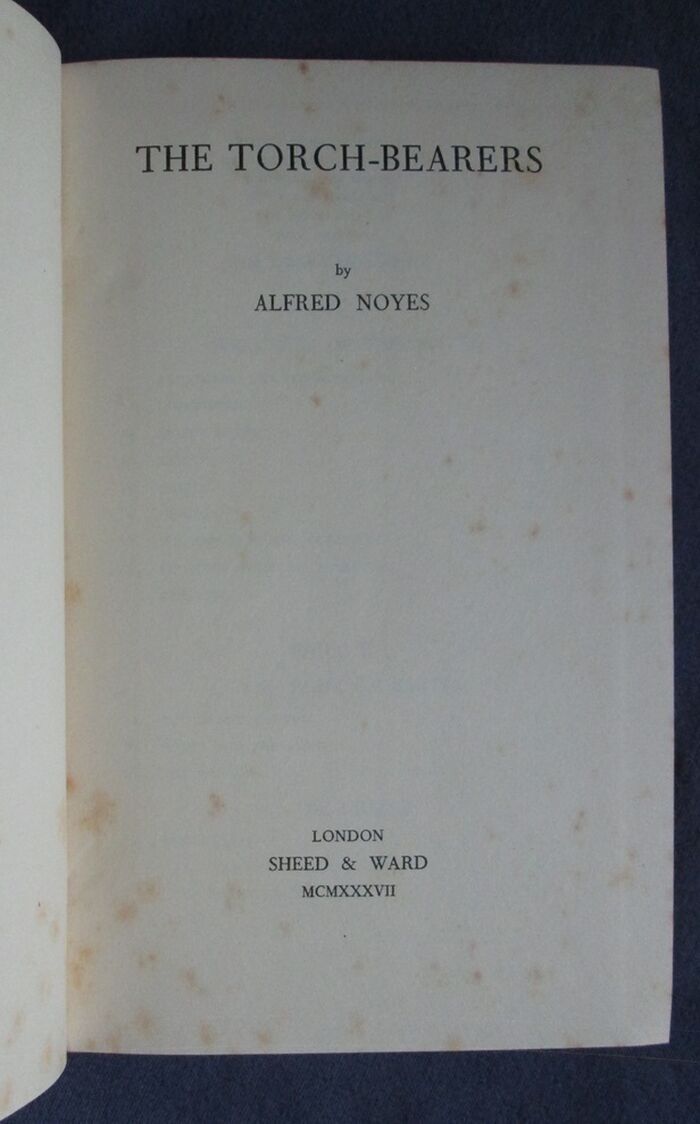 THE TORCH-BEARERS
by
ALFRED NOYES
LONDON
SHEED & WARD
MCMXXXVII